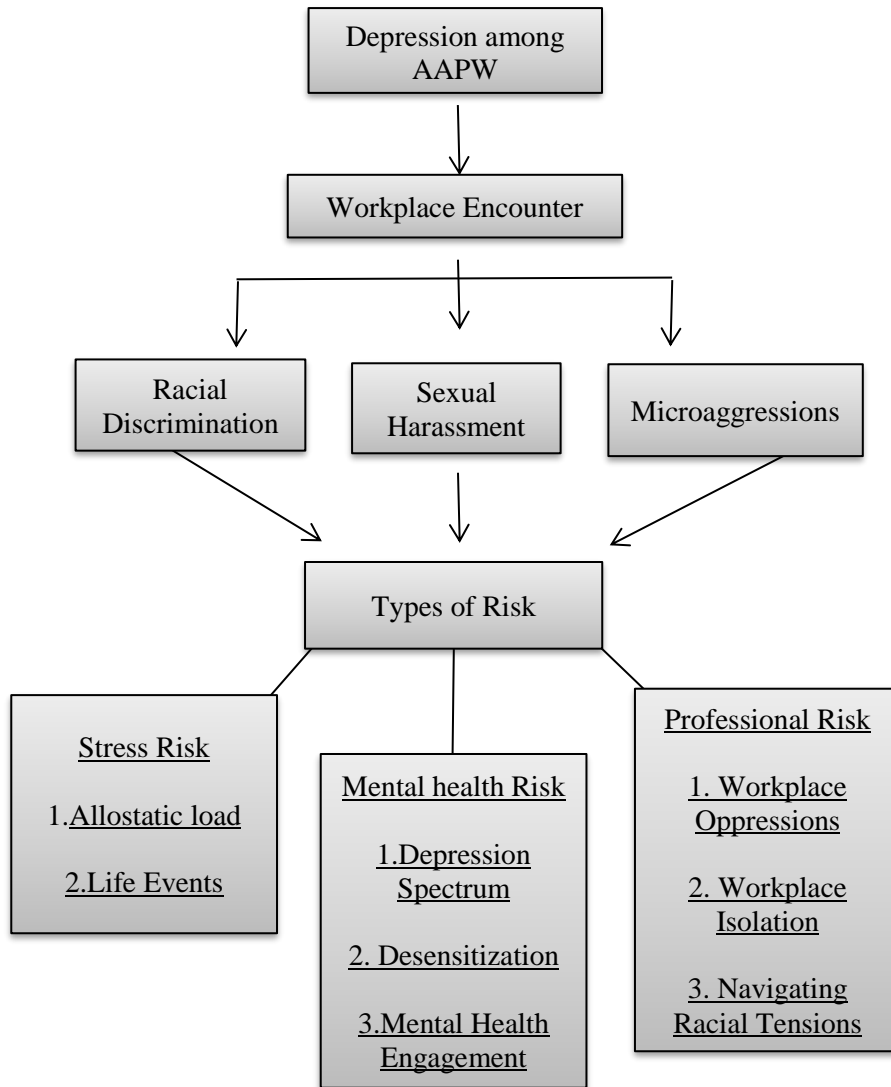 Depression among
AAPW
Workplace Encounter
Racial
Discrimination
Sexual
Harassment
Microaggressions
Types of Risk
Stress Risk
1.Allostatic load
2.Life Events
Mental health Risk
1.Depression
Spectrum
2. Desensitization
3.Mental Health
Engagement
Professional Risk
1. Workplace
Oppressions
2. Workplace
Isolation
3. Navigating
Racial Tensions